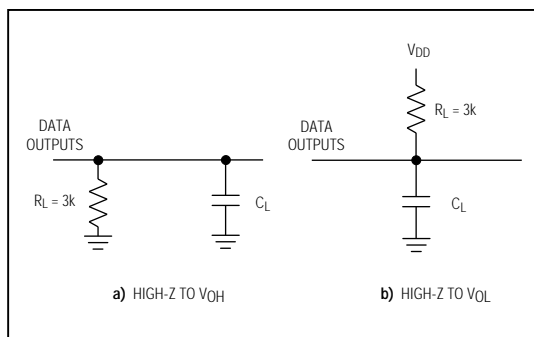 DATA
OUTPUTS
RL = 3k
CL
a) HIGH-Z TO VOH
VDD
RL = 3k
DATA
OUTPUTS
CL
b) HIGH-Z TO VOL